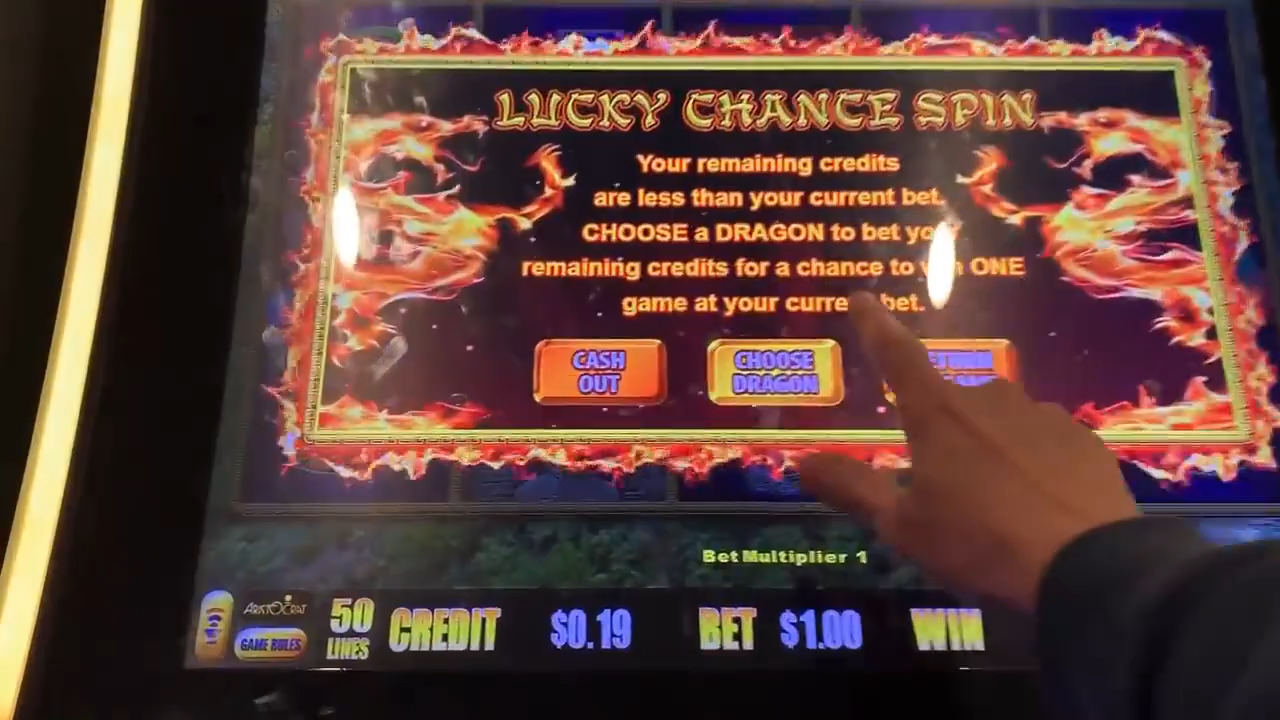 LUCKY CHANCE SPIN
Your remaining credits
are less than your current bet.
CHOOSE a DRAGON to bet
remaining credits for a chance to ONE
game at your bet.
CASH
OUT
CHOOSE
DRAGON
Bet Multiplier 1
ARISTOCRAT
GAME RULES
50
LINES
CREDIT $0.19 BET $1.00 WIN